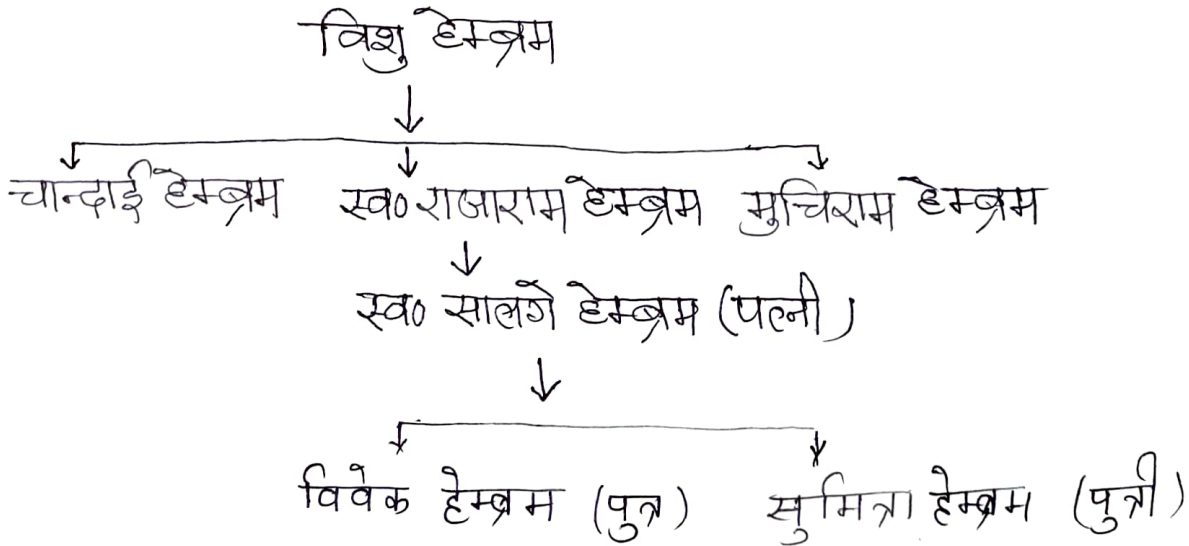 विशु हेम्ब्रम
चान्दाई हेम्ब्रम स्व० राजाराम हेम्ब्रम मुचिराम हेम्ब्रम
स्व० सालगे हेम्ब्रम (पत्नी)
विवेक हेम्ब्रम (पुत्र) सुमित्रा हेम्ब्रम (पुत्री)